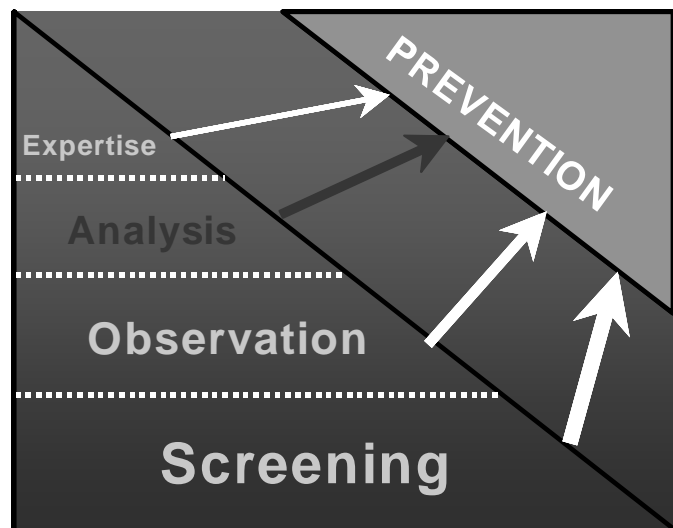 PREVENTION
Expertise
Analysis
Observation
Screening